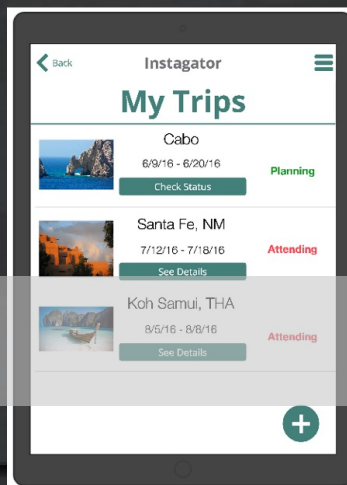 Back
Instagator
My Trips
Cabo
6/9/16 - 6/20/16
Planning
Check Status
Santa Fe, NM
7/12/16 - 7/18/16
Attending
See Details
Koh Samui, THA
8/5/16 - 8/8/16
Attending
See Details